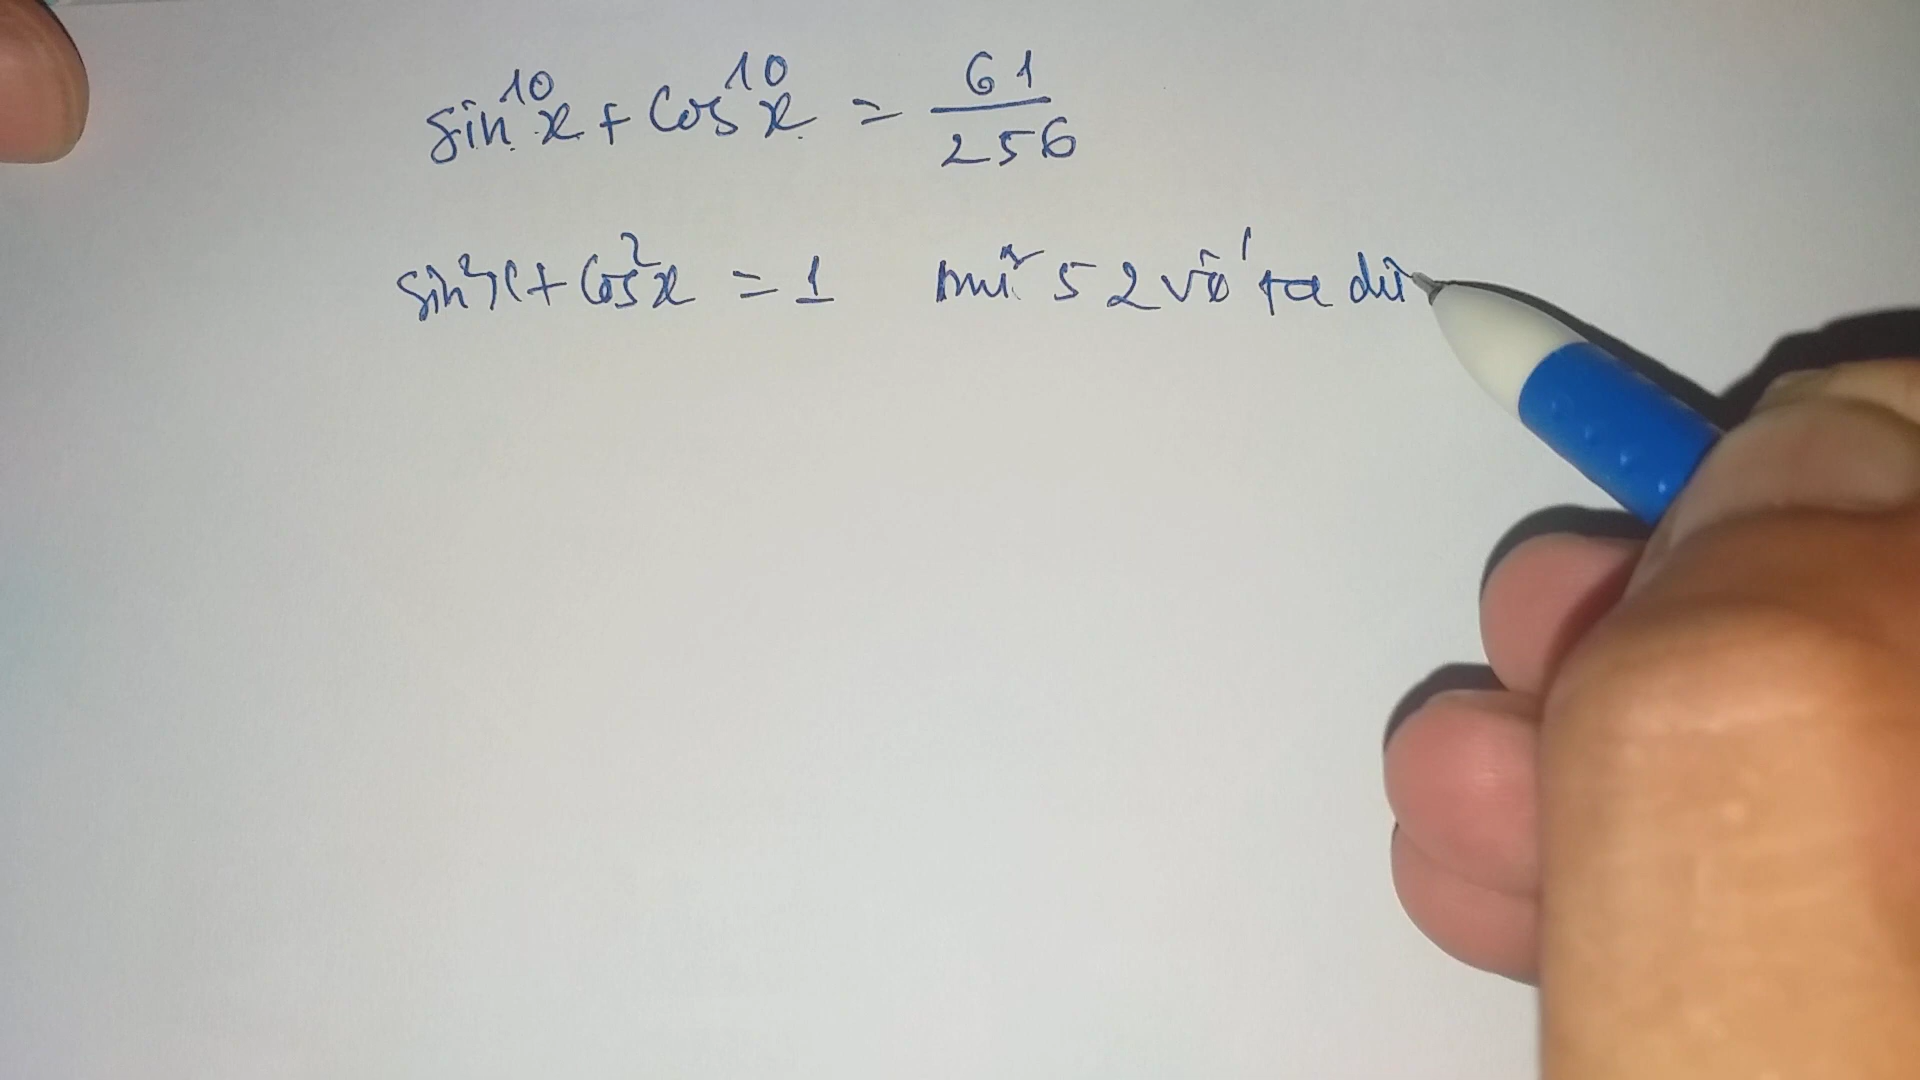 sin¹⁰x + cos¹⁰x = 61/256
sin²x + cos²x = 1 mũ 5 2 vế ta